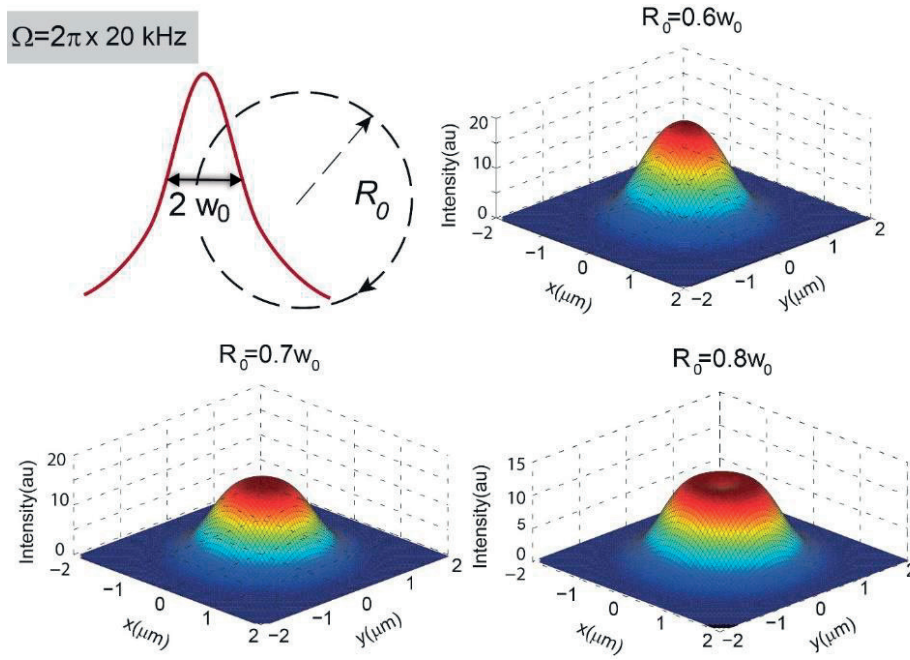 Ω=2π x 20 kHz
2 w₀
R₀
R₀=0.6w₀
Intensity(au)
20
10
0
−2
−1
0
1
2
x(μm)
−2
−1
0
1
2
y(μm)
R₀=0.7w₀
Intensity(au)
20
10
0
−2
−1
0
1
2
x(μm)
−2
−1
0
1
2
y(μm)
R₀=0.8w₀
Intensity(au)
15
10
5
0
−2
−1
0
1
2
x(μm)
−2
−1
0
1
2
y(μm)